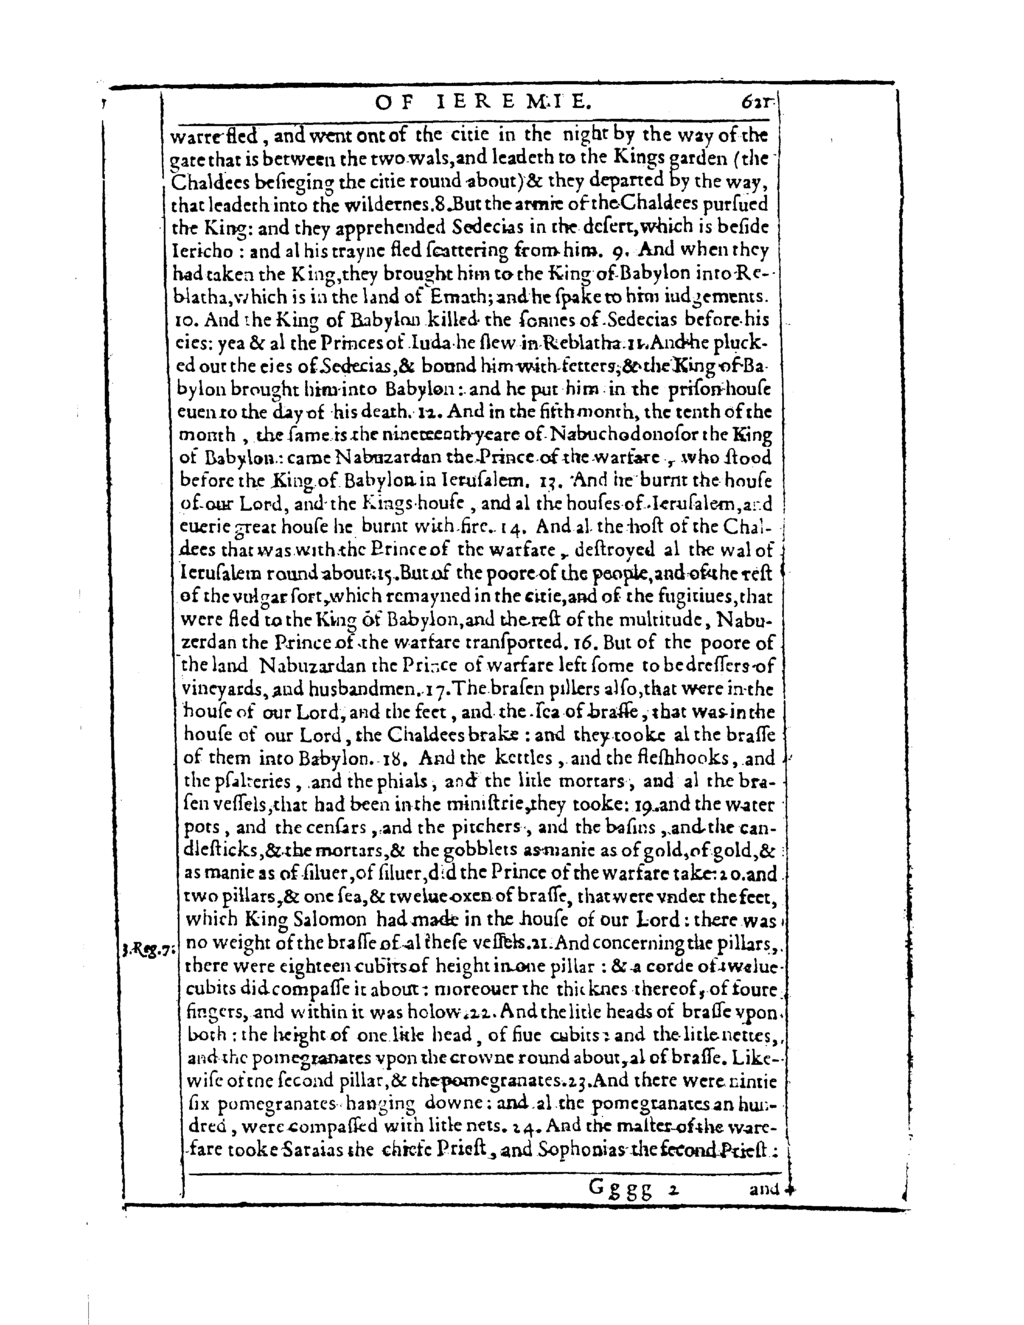 OF IEREMIE. 621
warre fled, and went out of the citie in the night by the way of the
gate that is betweꝛn the two wals, and leadeth to the Kings garden (the
Chaldees besieging the citie round about) & they departed by the way,
that leadeth into the wildernes. 8. But the armie of the Chaldees pursued
the King: and they apprehended Sedecias in the desert, which is beside
Iericho : and al his trayne fled scattering from him. 9. And when they
had taken the King, they brought him to the King of Babylon into Re-
blatha, which is in the land of Emath; and he spake to him iudgements.
10. And the King of Babylon killed the sonnes of Sedecias before his
eies: yea & al the Princes of Iuda he slew in Reblatha. 11. And he pluck-
ed out the eies of Sedecias, & bound him with fetters; & the King of Ba-
bylon brought him into Babylon : and he put him in the prison house
euen to the day of his death. 12. And in the fifth month, the tenth of the
month , the same is the nineteenth yeare of Nabuchodonosor the King
of Babylon : came Nabuzardan the Prince of the warfare , who stood
before the King of Babylon in Ierusalem. 13. And he burnt the house
of our Lord, and the Kings house , and al the houses of Ierusalem, and
euerie great house he burnt with fire. 14. And al the host of the Chal-
dees that was with the Prince of the warfare , destroyed al the wal of
Ierusalem round about. 15. But of the poore of the people, and of the rest
of the vulgar sort, which remayned in the citie, and of the fugitiues, that
were fled to the King of Babylon, and the rest of the multitude, Nabu-
zerdan the Prince of the warfare transported. 16. But of the poore of
the land Nabuzardan the Prince of warfare left some to be dressers of
vineyards, and husbandmen. 17. The brasen pillers also, that were in the
house of our Lord, and the feet , and the sea of brasse, that was in the
house of our Lord , the Chaldees brake : and they tooke al the brasse
of them into Babylon. 18. And the kettles , and the fleshhooks, and
the psalteries , and the phials, and the litle mortars , and al the bra-
sen vessels, that had been in the ministrie, they tooke: 19. and the water
pots , and the censars , and the pitchers , and the basins , and the can-
dlesticks, & the mortars, & the gobblets as manie as of gold, of gold, &
as manie as of siluer, of siluer, did the Prince of the warfare take: 20. and
two pillars, & one sea, & twelue oxen of brasse, that were vnder the feet,
which King Salomon had made in the house of our Lord : there was
3. Reg. 7. no weight of the brasse of al these vessels. 21. And concerning the pillars,
there were eighteen cubits of height in one pillar : & a corde of twelue
cubits did compasse it about : moreouer the thicknes thereof, of foure
fingers, and within it was holow. 22. And the litle heads of brasse vpon
both : the height of one litle head , of fiue cubits : and the litle nettes,
and the pomegranates vpon the crowne round about, al of brasse. Like-
wise of the second pillar, & the pomegranates. 23. And there were nintie
six pomegranates hanging downe : and al the pomegranates an hun-
dred , were compassed with litle nets. 24. And the maister of the ware-
fare tooke Saraias the chiefe Priest, and Sophonias the second Priest :
Gggg 2 and